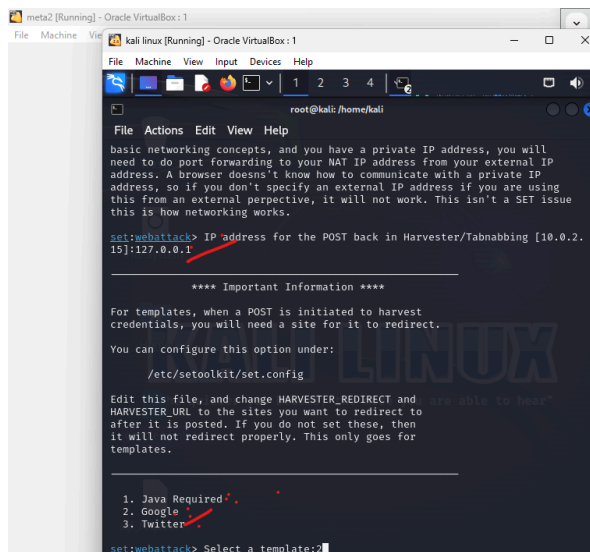 meta2 [Running] - Oracle VirtualBox : 1
File Machine Vie
kali linux [Running] - Oracle VirtualBox : 1
File Machine View Input Devices Help
1 2 3 4
root@kali: /home/kali
File Actions Edit View Help
basic networking concepts, and you have a private IP address, you will
need to do port forwarding to your NAT IP address from your external IP
address. A browser doesns't know how to communicate with a private IP
address, so if you don't specify an external IP address if you are using
this from an external perpective, it will not work. This isn't a SET issue
this is how networking works.
set:webattack> IP address for the POST back in Harvester/Tabnabbing [10.0.2.
15]:127.0.0.1
**** Important Information ****
For templates, when a POST is initiated to harvest
credentials, you will need a site for it to redirect.
You can configure this option under:
/etc/setoolkit/set.config
Edit this file, and change HARVESTER_REDIRECT and
HARVESTER_URL to the sites you want to redirect to
after it is posted. If you do not set these, then
it will not redirect properly. This only goes for
templates.
KALI LINUX
are able to hear"
1. Java Required
2. Google
3. Twitter
set:webattack> Select a template:2